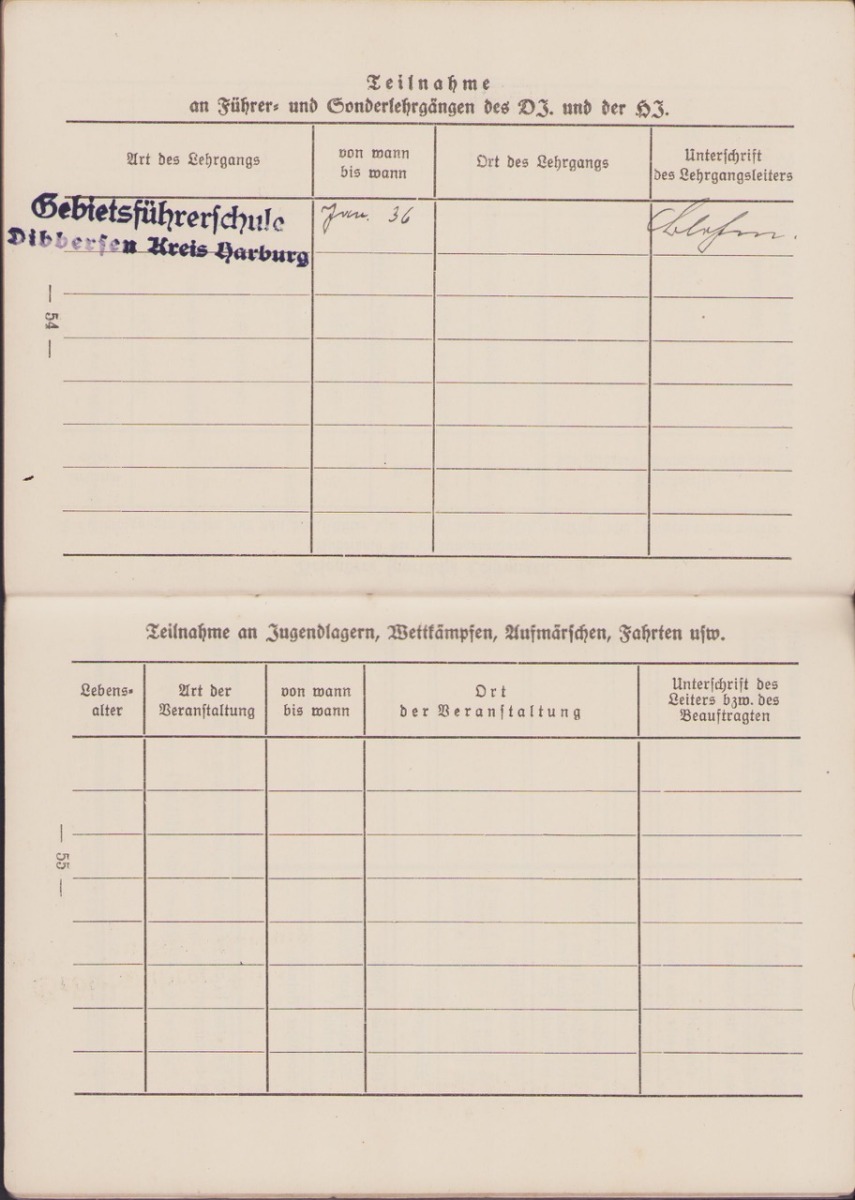 Teilnahme
an Führer- und Sonderlehrgängen des DJ. und der HJ.
Art des Lehrgangs
von wann
bis wann
Ort des Lehrgangs
Unterschrift
des Lehrgangsleiters
Gebietsführerschule
Dibbersen Kreis Harburg
Jan. 36
— 54 —
Teilnahme an Jugendlagern, Wettkämpfen, Aufmärschen, Fahrten usw.
Lebens-
alter
Art der
Veranstaltung
von wann
bis wann
Ort
der Veranstaltung
Unterschrift des
Leiters bzw. des
Beauftragten
— 55 —